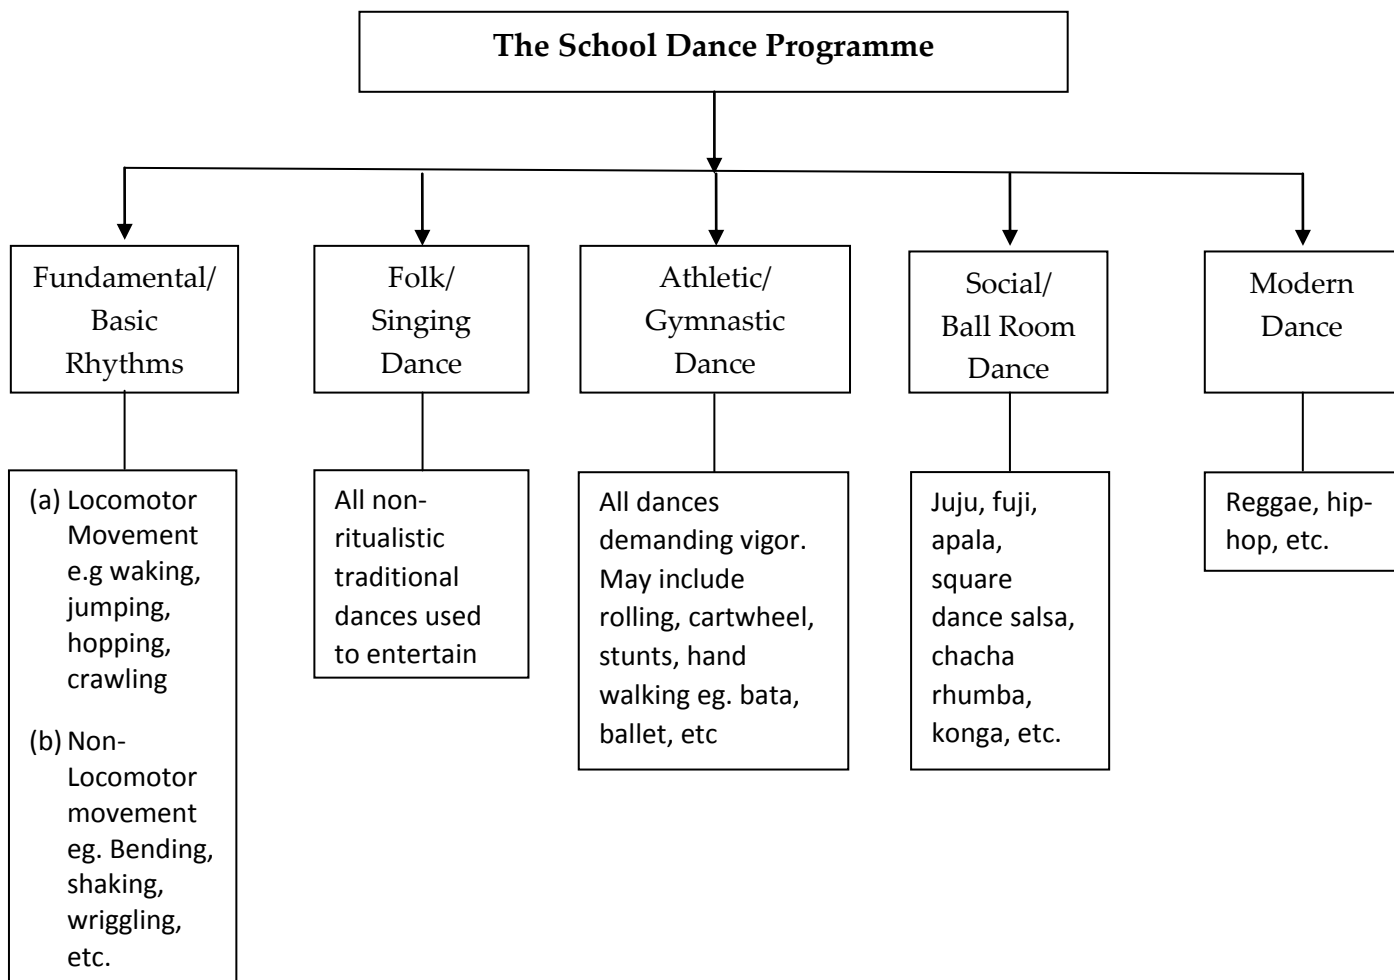 The School Dance Programme
Fundamental/
Basic
Rhythms
Folk/
Singing
Dance
Athletic/
Gymnastic
Dance
Social/
Ball Room
Dance
Modern
Dance
(a) Locomotor
Movement
e.g waking,
jumping,
hopping,
crawling
(b) Non-
Locomotor
movement
eg. Bending,
shaking,
wriggling,
etc.
All non-
ritualistic
traditional
dances used
to entertain
All dances
demanding vigor.
May include
rolling, cartwheel,
stunts, hand
walking eg. bata,
ballet, etc
Juju, fuji,
apala,
square
dance salsa,
chacha
rhumba,
konga, etc.
Reggae, hip-
hop, etc.